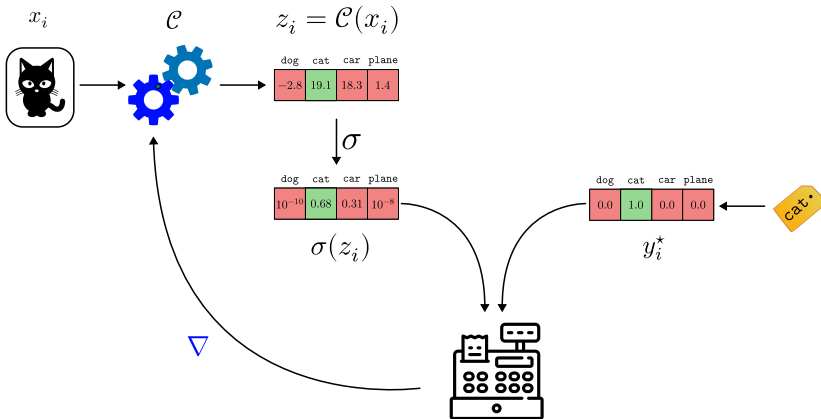 x_i
𝒞
z_i = 𝒞(x_i)
dog cat car plane
−2.8 19.1 18.3 1.4
σ
dog cat car plane
10⁻¹⁰ 0.68 0.31 10⁻⁸
σ(z_i)
dog cat car plane
0.0 1.0 0.0 0.0
y_i^⋆
cat
∇